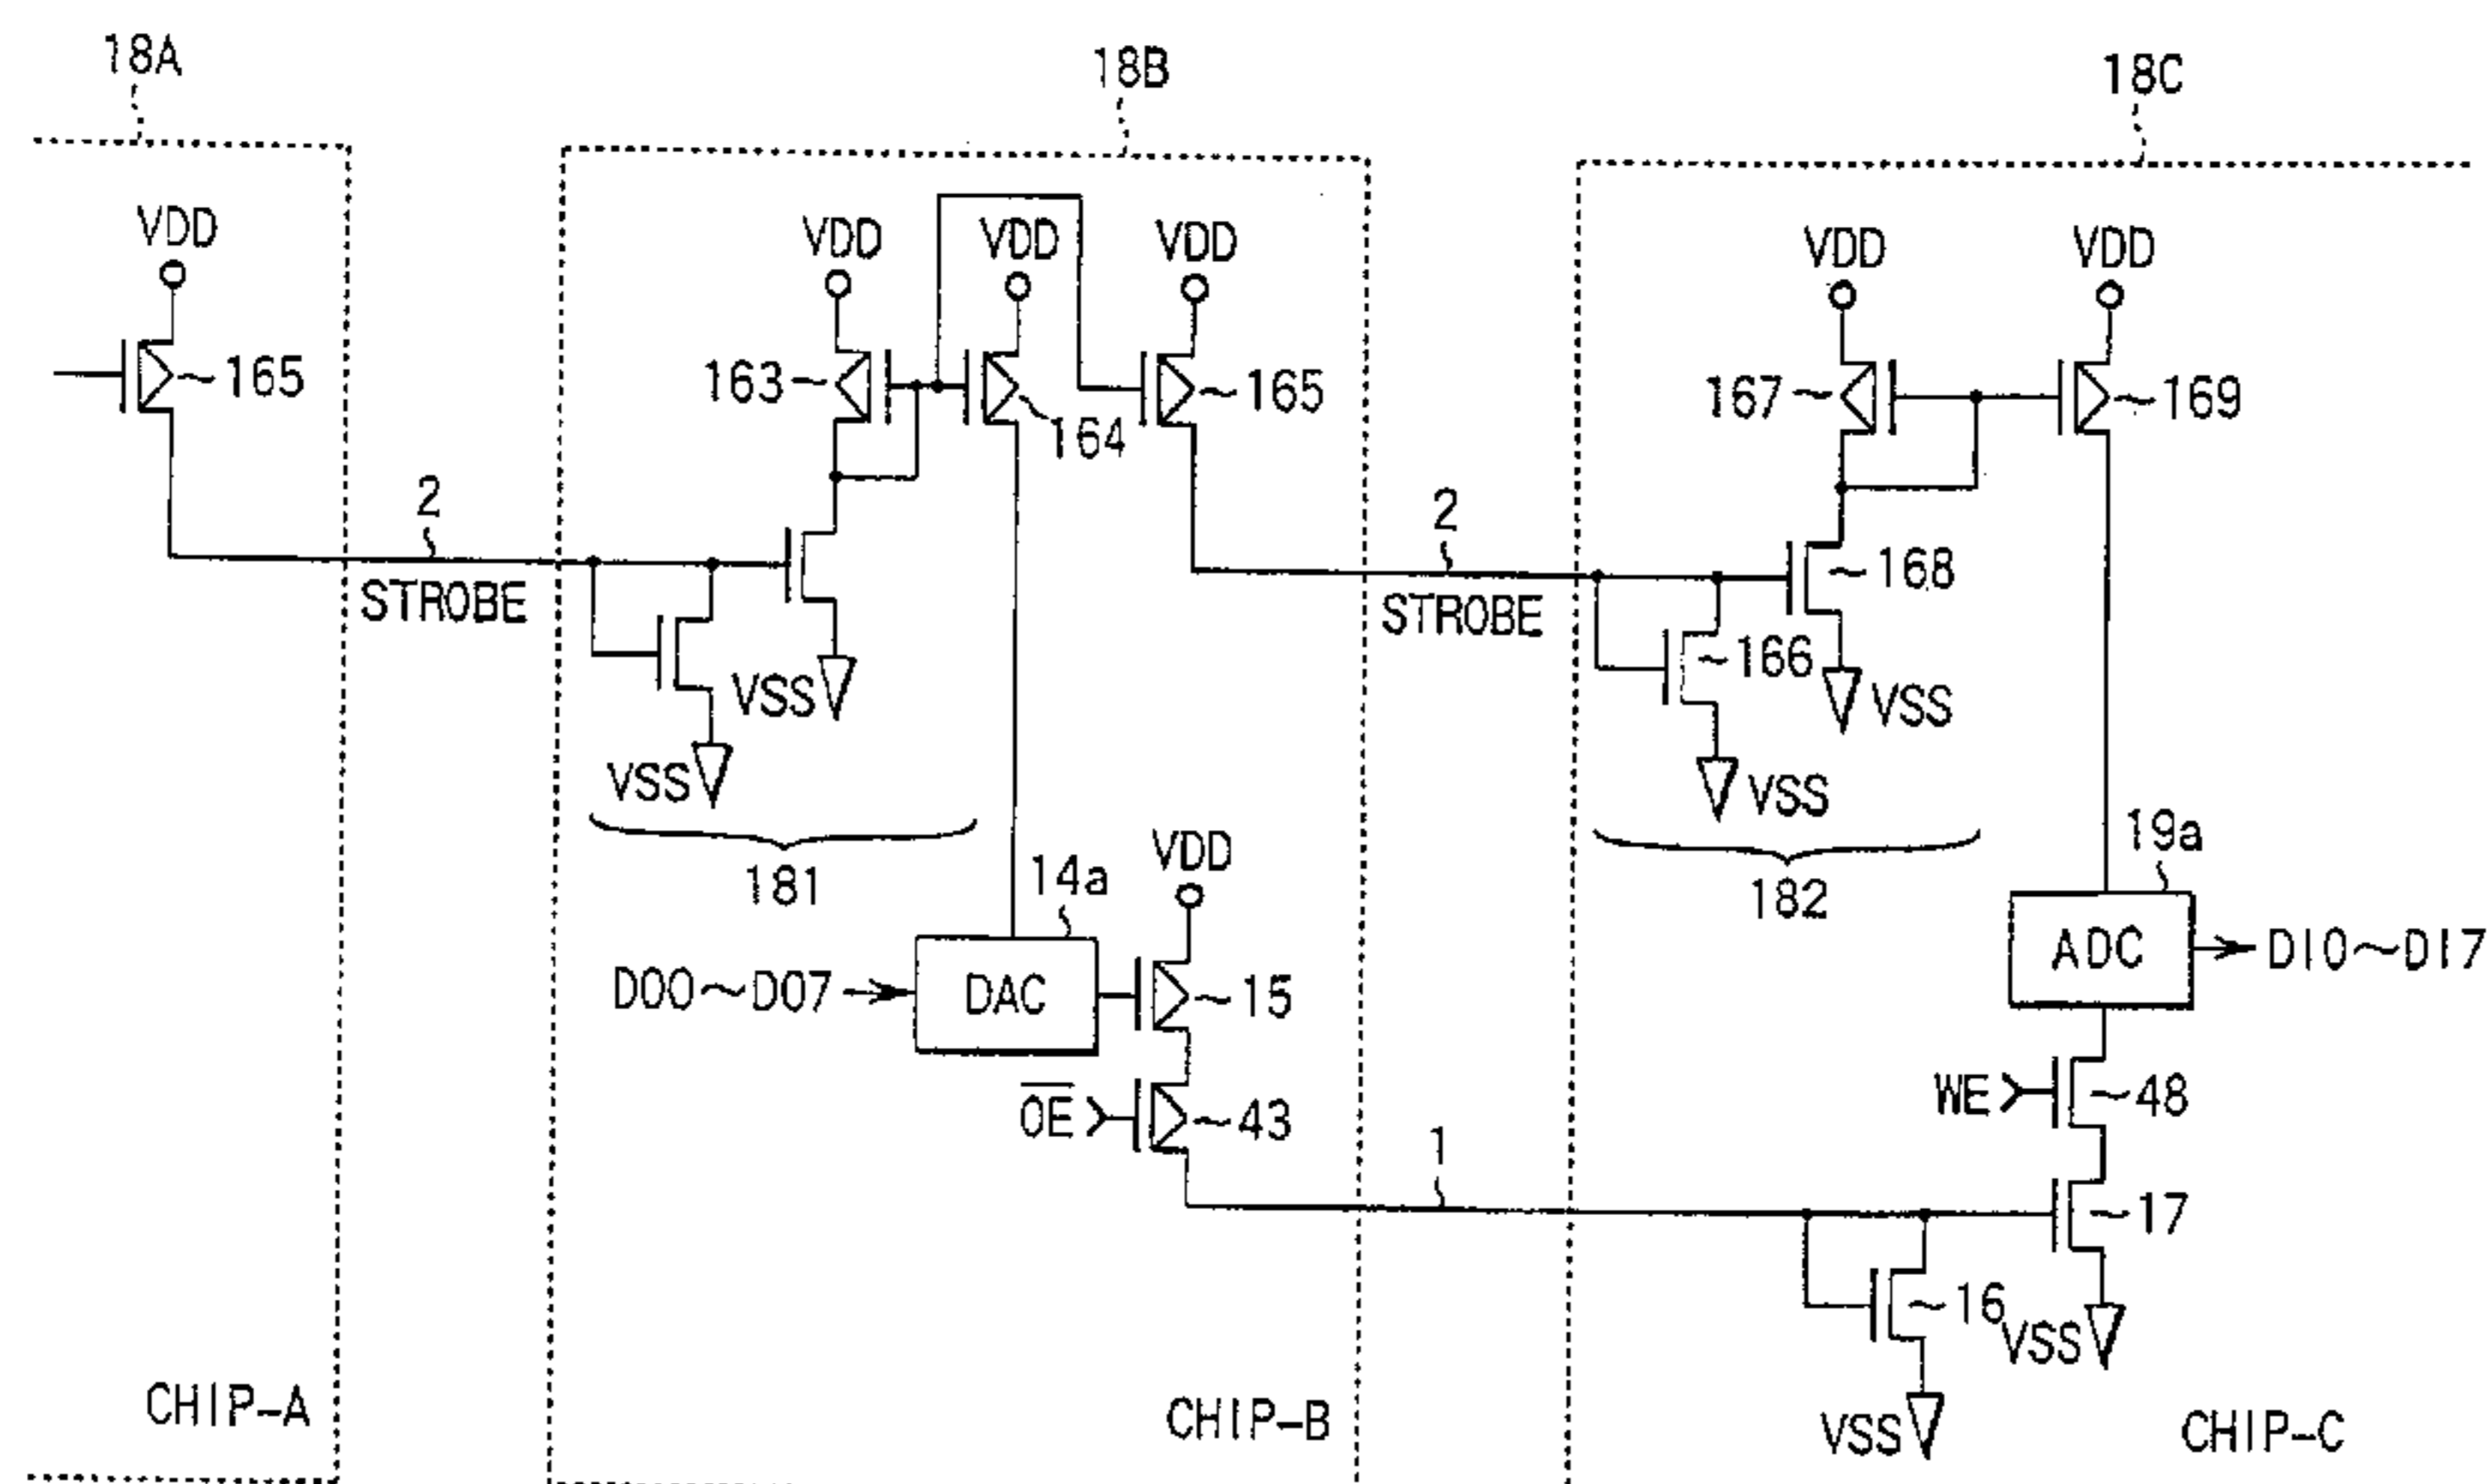 18A
18B
18C
VDD
VDD
VDD
VDD
VDD
VDD
165
163
164
165
167
169
2
STROBE
2
STROBE
168
166
VSS
VSS
VSS
VSS
181
182
VDD
14a
19a
D00~D07
DAC
15
ADC
DI0~DI7
OE
43
WE
48
1
17
16
VSS
VSS
CHIP-A
CHIP-B
CHIP-C